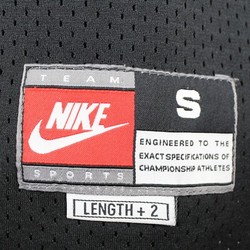 TEAM
NIKE
SPORTS
S
ENGINEERED TO THE
EXACT SPECIFICATIONS OF
CHAMPIONSHIP ATHLETES
LENGTH + 2